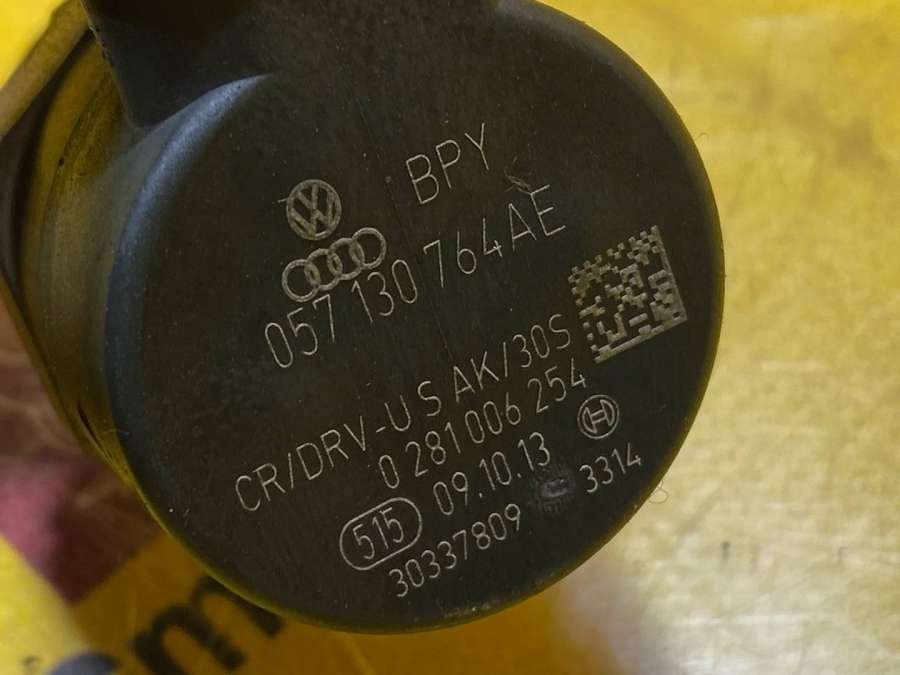 BPY
057 130 764AE
CR/DRV-U S AK/30S
0 281 006 254
515 09.10.13
30337809 3314